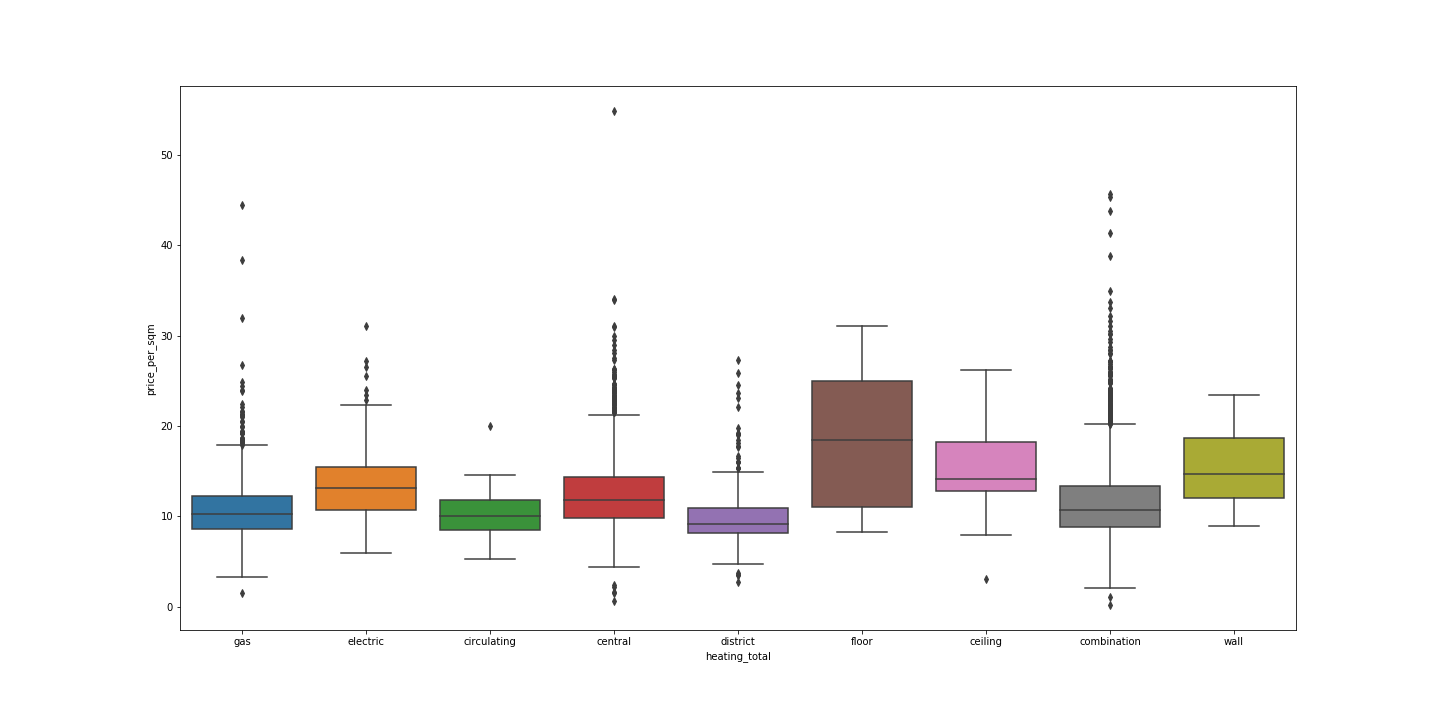 price_per_sqm
50
40
30
20
10
0
gas electric circulating central district floor ceiling combination wall
heating_total